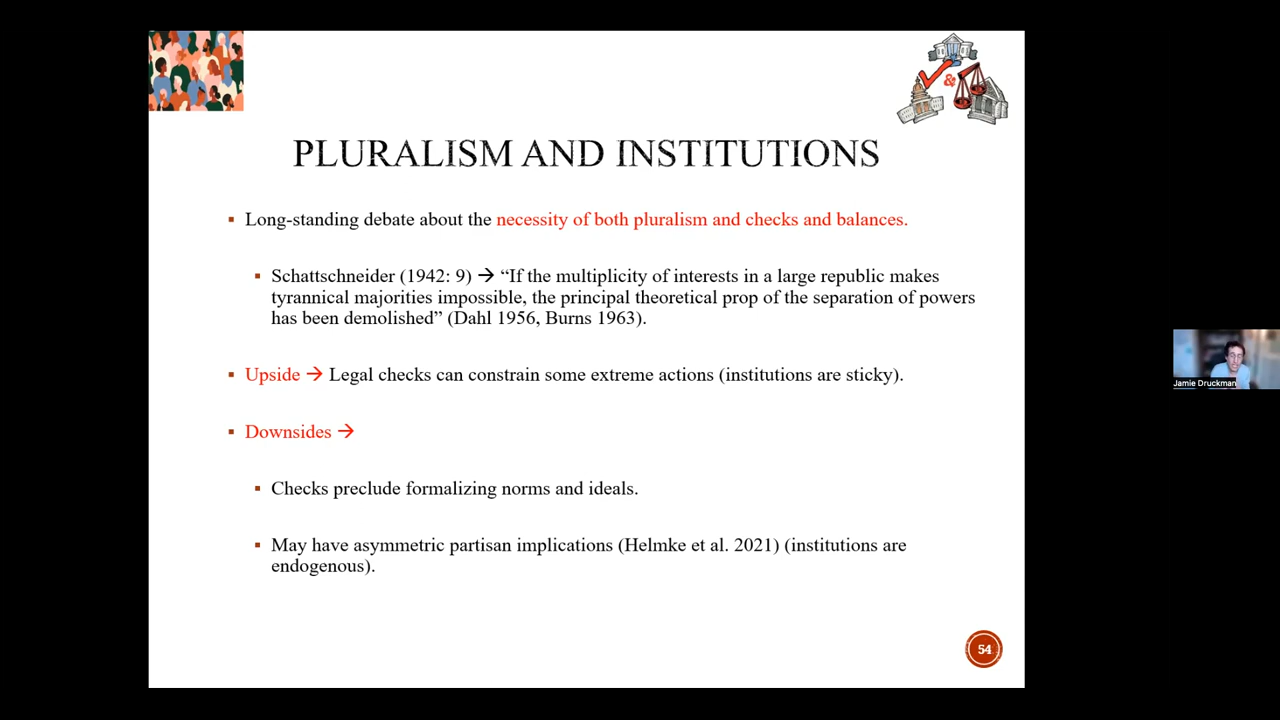 &
PLURALISM AND INSTITUTIONS
▪ Long-standing debate about the necessity of both pluralism and checks and balances.
▪ Schattschneider (1942: 9) → “If the multiplicity of interests in a large republic makes
tyrannical majorities impossible, the principal theoretical prop of the separation of powers
has been demolished” (Dahl 1956, Burns 1963).
▪ Upside → Legal checks can constrain some extreme actions (institutions are sticky).
Jamie Druckman
▪ Downsides →
▪ Checks preclude formalizing norms and ideals.
▪ May have asymmetric partisan implications (Helmke et al. 2021) (institutions are
endogenous).
54